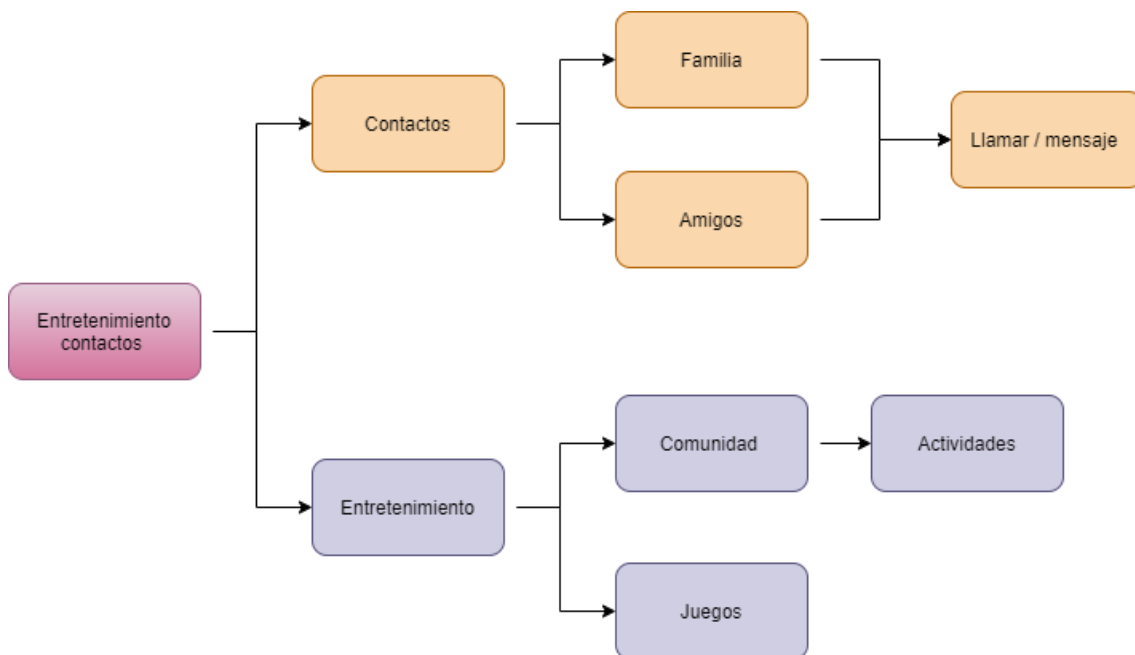 Familia
Contactos
Llamar / mensaje
Amigos
Entretenimiento
contactos
Comunidad
Actividades
Entretenimiento
Juegos